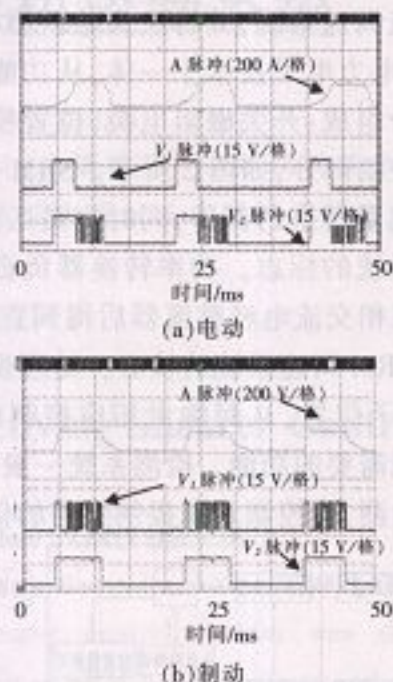 A 脉冲(200 A/格)
V₁ 脉冲(15 V/格)
V₂ 脉冲(15 V/格)
0 25 50
时间/ms
(a)电动
A 脉冲(200 Y/格)
V₁ 脉冲(15 V/格)
V₂ 脉冲(15 V/格)
0 25 50
时间/ms
(b)制动